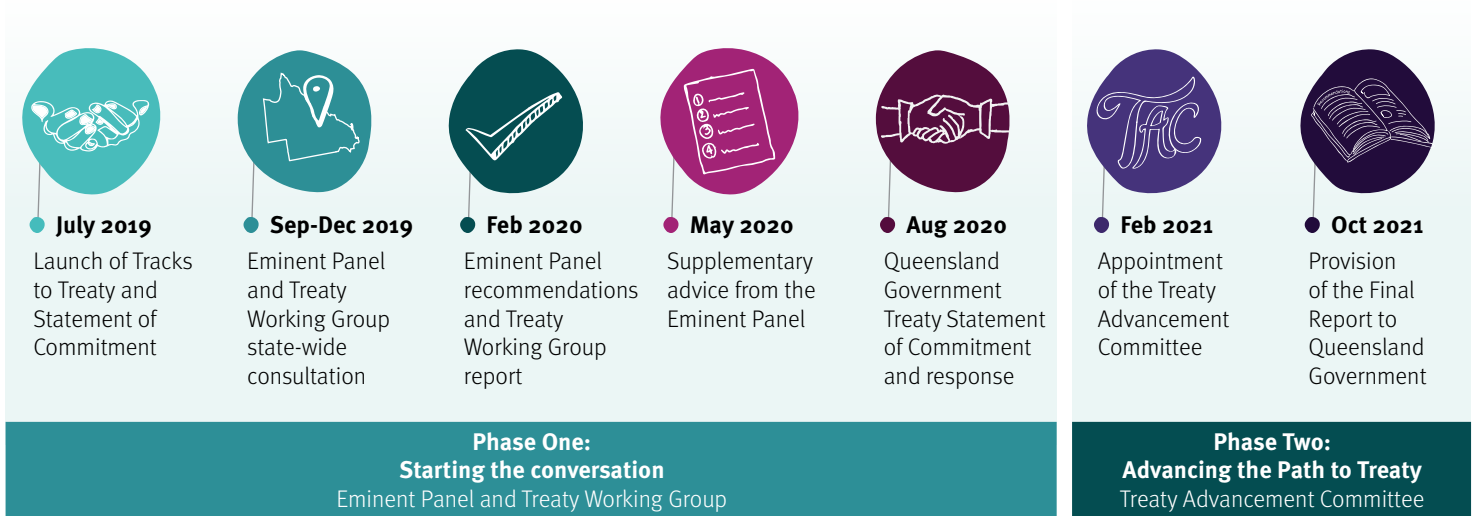 TAC
1
2
3
4
July 2019
Launch of Tracks
to Treaty and
Statement of
Commitment
Sep-Dec 2019
Eminent Panel
and Treaty
Working Group
state-wide
consultation
Feb 2020
Eminent Panel
recommendations
and Treaty
Working Group
report
May 2020
Supplementary
advice from the
Eminent Panel
Aug 2020
Queensland
Government
Treaty Statement
of Commitment
and response
Feb 2021
Appointment
of the Treaty
Advancement
Committee
Oct 2021
Provision
of the Final
Report to
Queensland
Government
Phase One:
Starting the conversation
Eminent Panel and Treaty Working Group
Phase Two:
Advancing the Path to Treaty
Treaty Advancement Committee